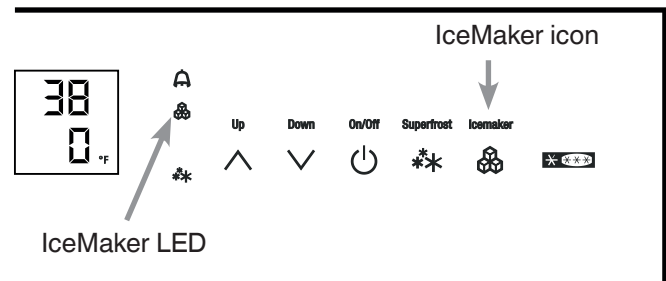 IceMaker icon
38
0 °F
Up Down On/Off Superfrost Icemaker
IceMaker LED